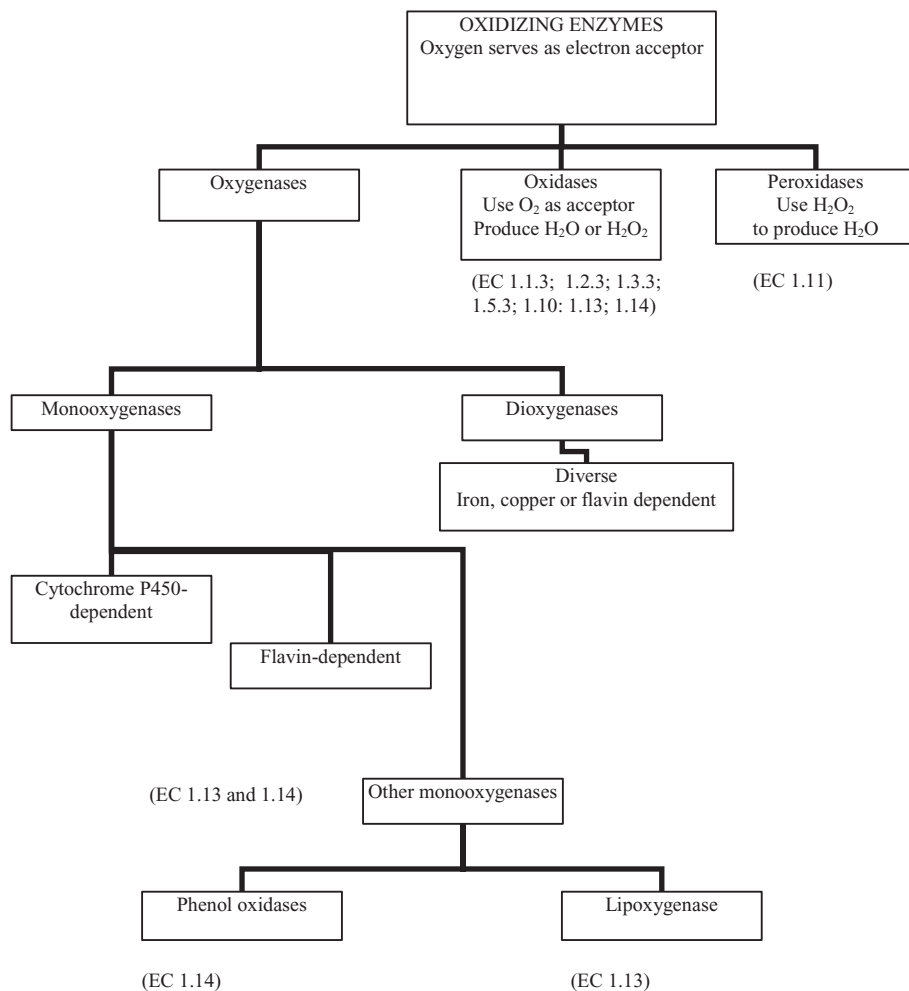 OXIDIZING ENZYMES
Oxygen serves as electron acceptor
Oxygenases
Oxidases
Use O₂ as acceptor
Produce H₂O or H₂O₂
Peroxidases
Use H₂O₂
to produce H₂O
(EC 1.1.3; 1.2.3; 1.3.3;
1.5.3; 1.10: 1.13; 1.14)
(EC 1.11)
Monooxygenases
Dioxygenases
Diverse
Iron, copper or flavin dependent
Cytochrome P450-
dependent
Flavin-dependent
(EC 1.13 and 1.14)
Other monooxygenases
Phenol oxidases
Lipoxygenase
(EC 1.14)
(EC 1.13)